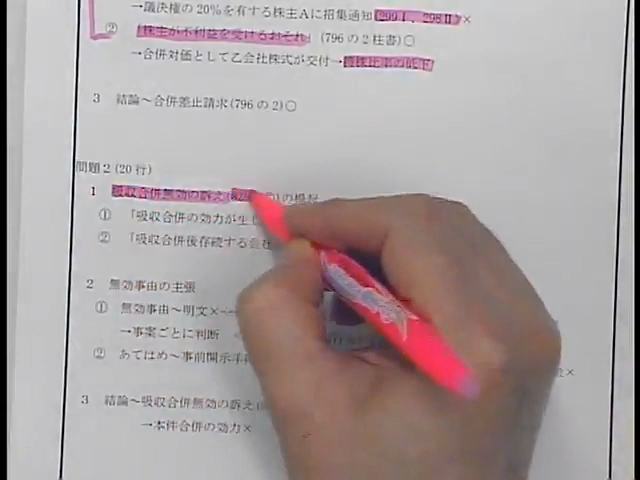 →議決権の20%を有する株主Aに招集通知(299Ⅰ、298Ⅱ)×
② 「株主が不利益を受けるおそれ」(796の2柱書)○
→合併対価として乙会社株式が交付→持株比率の低下
3 結論～合併差止請求(796の2)○
問題2(20行)
1 吸収合併無効の訴え( )の提起
① 「吸収合併の効力が生
② 「吸収合併後存続する会社
2 無効事由の主張
① 無効事由～明文×
→事案ごとに判断
② あてはめ～事前開示
×
3 結論～吸収合併無効の訴え(
→本件合併の効力×